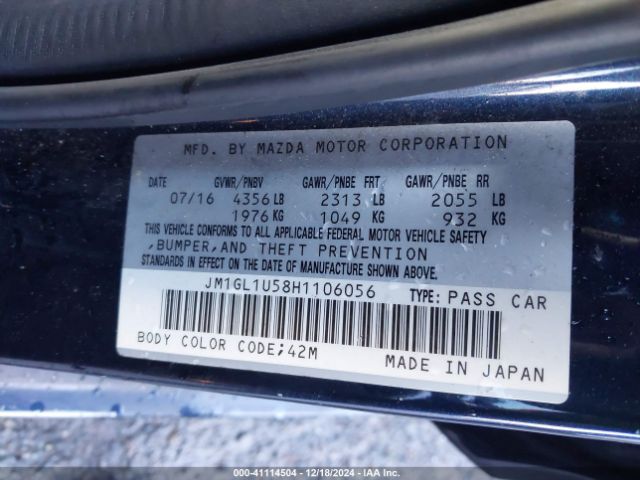 MFD. BY MAZDA MOTOR CORPORATION
DATE GVWR/PNBV GAWR/PNBE FRT GAWR/PNBE RR
07/16 4356 LB 2313 LB 2055 LB
1976 KG 1049 KG 932 KG
THIS VEHICLE CONFORMS TO ALL APPLICABLE FEDERAL MOTOR VEHICLE SAFETY
,BUMPER,AND THEFT PREVENTION
STANDARDS IN EFFECT ON THE DATE OF MANUFACTURE SHOWN ABOVE.
JM1GL1U58H1106056 TYPE: PASS CAR
BODY COLOR CODE;42M MADE IN JAPAN
000-41114504 - 12/18/2024 - IAA Inc.